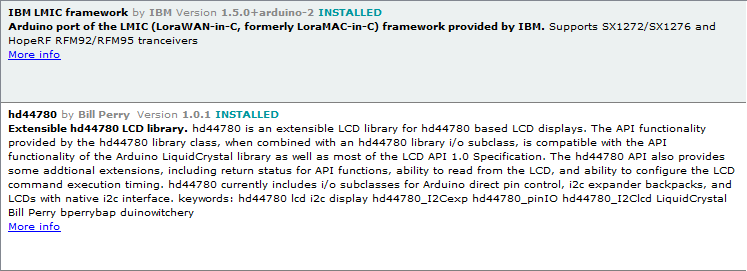 IBM LMIC framework by IBM Version 1.5.0+arduino-2 INSTALLED
Arduino port of the LMIC (LoraWAN-in-C, formerly LoraMAC-in-C) framework provided by IBM. Supports SX1272/SX1276 and
HopeRF RFM92/RFM95 tranceivers
More info
hd44780 by Bill Perry Version 1.0.1 INSTALLED
Extensible hd44780 LCD library. hd44780 is an extensible LCD library for hd44780 based LCD displays. The API functionality
provided by the hd44780 library class, when combined with an hd44780 library i/o subclass, is compatible with the API
functionality of the Arduino LiquidCrystal library as well as most of the LCD API 1.0 Specification. The hd44780 API also provides
some addtional extensions, including return status for API functions, ability to read from the LCD, and ability to configure the LCD
command execution timing. hd44780 currently includes i/o subclasses for Arduino direct pin control, i2c expander backpacks, and
LCDs with native i2c interface. keywords: hd44780 lcd i2c display hd44780_I2Cexp hd44780_pinIO hd44780_I2Clcd LiquidCrystal
Bill Perry bperrybap duinowitchery
More info